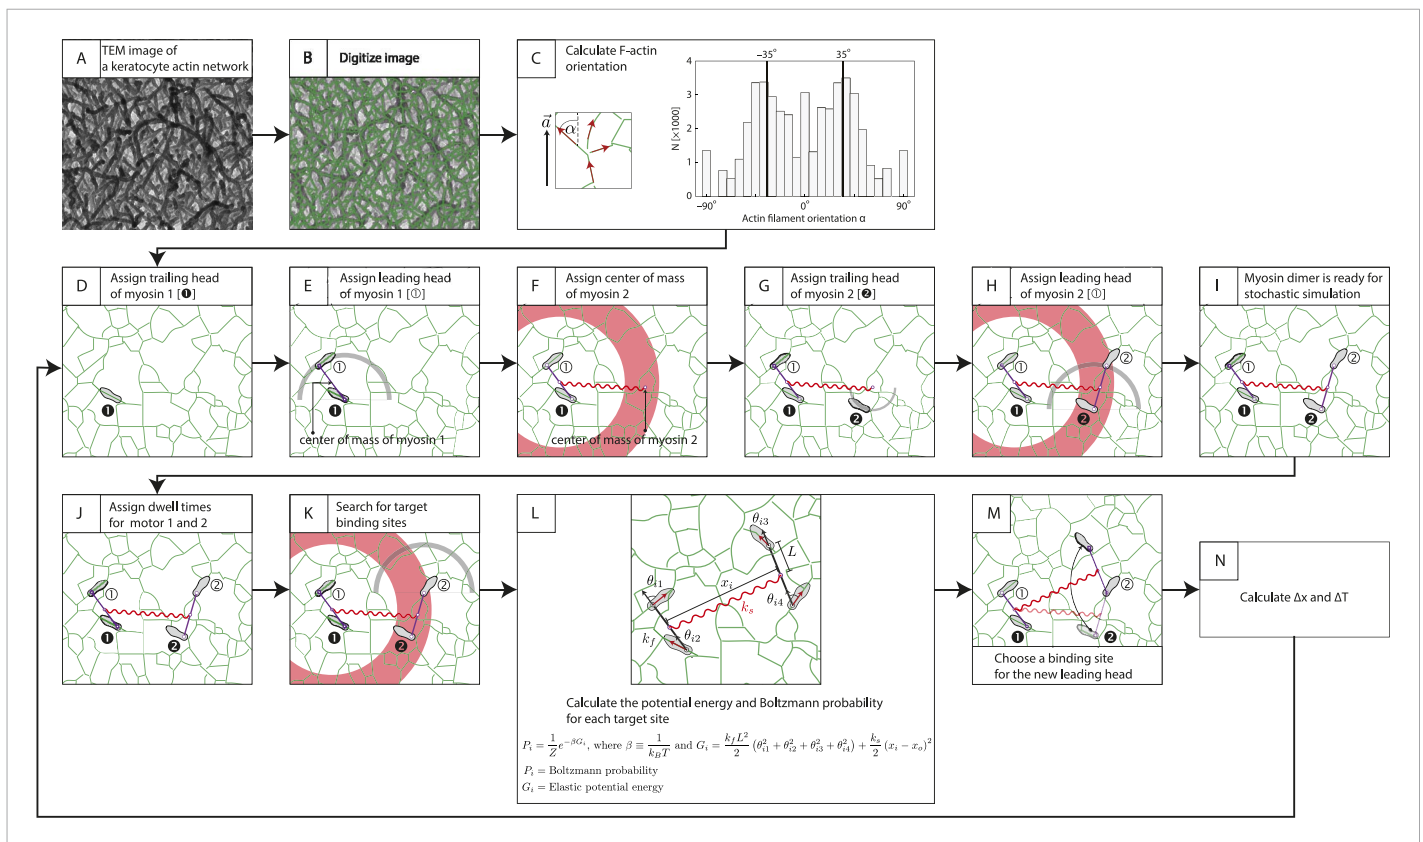 A
TEM image of
a keratocyte actin network
B
Digitize image
C
Calculate F-actin
orientation
a⃗
α
−35°
35°
4
3
2
1
0
N [×1000]
−90°
0°
90°
Actin filament orientation α
D
Assign trailing head
of myosin 1 [❶]
❶
E
Assign leading head
of myosin 1 [①]
①
❶
center of mass of myosin 1
F
Assign center of mass
of myosin 2
①
❶
center of mass of myosin 2
G
Assign trailing head
of myosin 2 [❷]
①
❶
❷
H
Assign leading head
of myosin 2 [①]
①
②
❶
❷
I
Myosin dimer is ready for
stochastic simulation
①
②
❶
❷
J
Assign dwell times
for motor 1 and 2
①
②
❶
❷
K
Search for target
binding sites
①
②
❶
❷
L
θi3
L
θi1
xi
ks
θi4
kf
θi2
Calculate the potential energy and Boltzmann probability
for each target site
Pi = 1/Z e^−βGi, where β ≡ 1/kBT and Gi = kf L²/2 (θ²i1 + θ²i2 + θ²i3 + θ²i4) + ks/2 (xi − xo)²
Pi = Boltzmann probability
Gi = Elastic potential energy
M
①
②
❶
❷
Choose a binding site
for the new leading head
N
Calculate Δx and ΔT